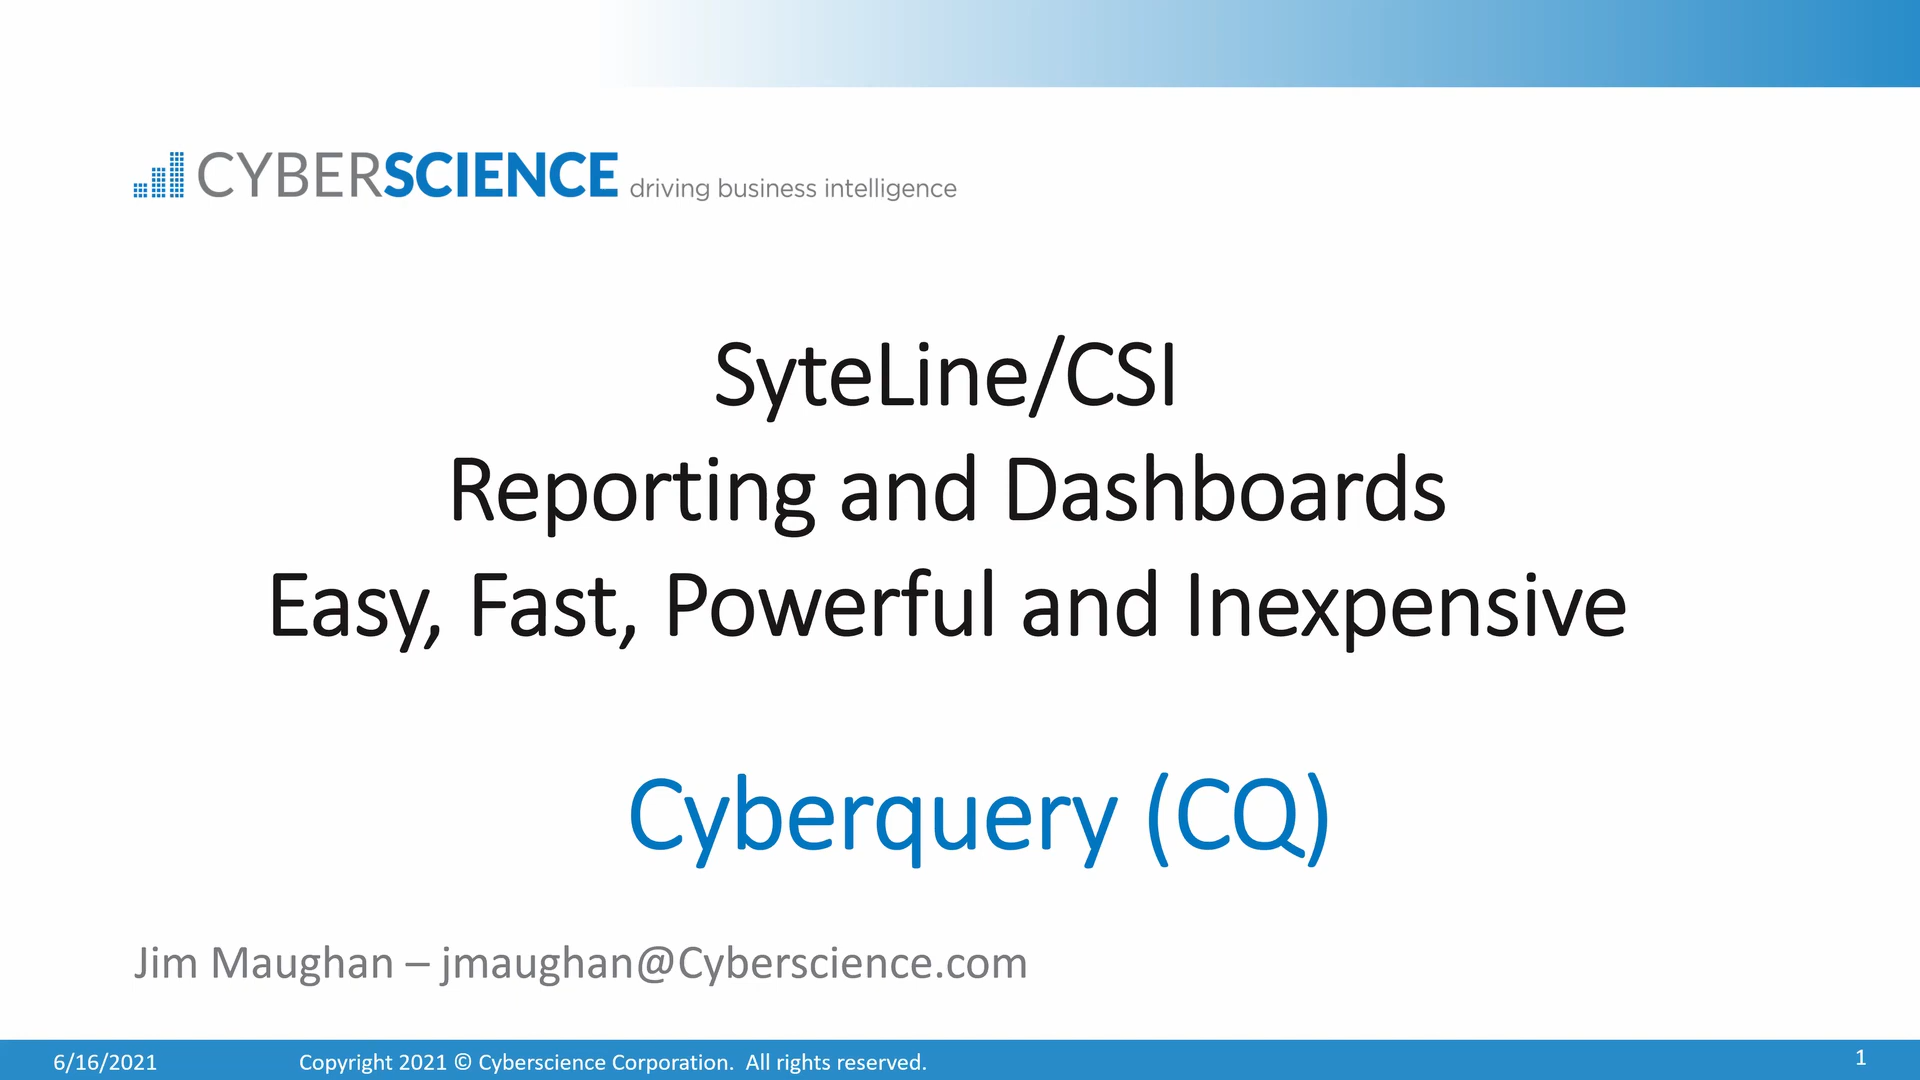 CYBERSCIENCE driving business intelligence
SyteLine/CSI
Reporting and Dashboards
Easy, Fast, Powerful and Inexpensive
Cyberquery (CQ)
Jim Maughan – jmaughan@Cyberscience.com
6/16/2021 Copyright 2021 © Cyberscience Corporation. All rights reserved. 1